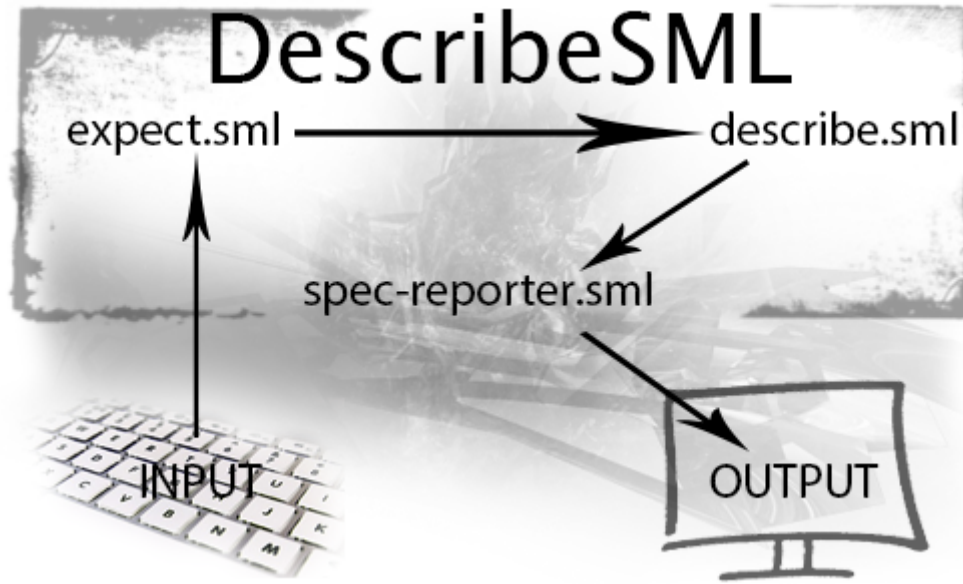 DescribeSML
expect.sml
describe.sml
spec-reporter.sml
INPUT
OUTPUT
U
I
S
D
F
J
K
C
V
B
N
M